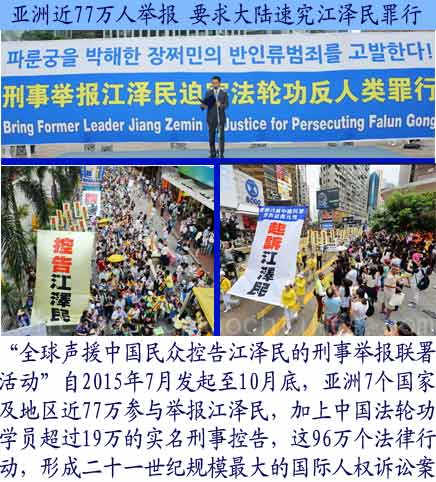 亚洲近77万人举报 要求大陆速究江泽民罪行
파룬궁을 박해한 장쩌민의 반인류범죄를 고발한다!
刑事举报江泽民迫害法轮功反人类罪行
Bring Former Leader Jiang Zemin Justice for Persecuting Falun Gong
控告江澤民
起訴江澤民
“全球声援中国民众控告江泽民的刑事举报联署
活动”自2015年7月发起至10月底，亚洲7个国家
及地区近77万参与举报江泽民，加上中国法轮功
学员超过19万的实名刑事控告，这96万个法律行
动，形成二十一世纪规模最大的国际人权诉讼案